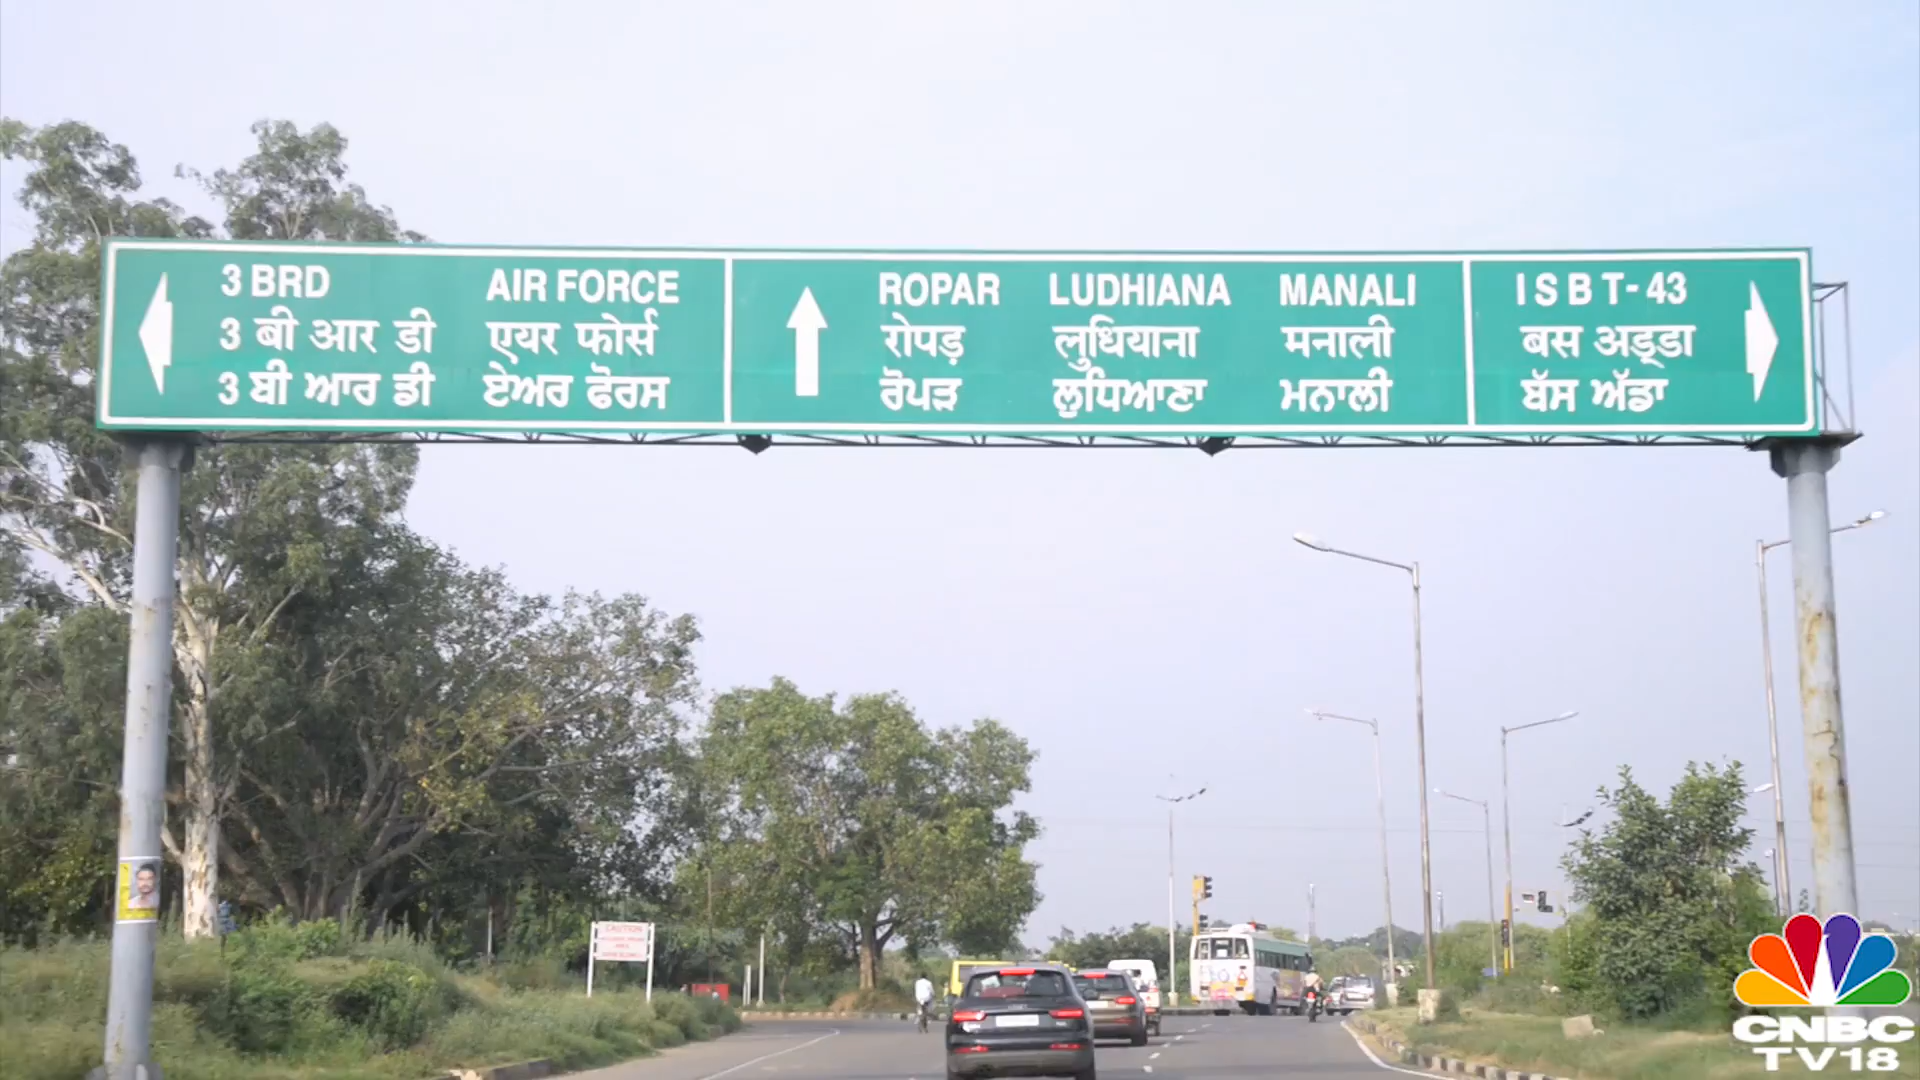 3 BRD AIR FORCE
3 बी आर डी एयर फोर्स
3 ਬੀ ਆਰ ਡੀ ਏਅਰ ਫੋਰਸ
ROPAR LUDHIANA MANALI
रोपड़ लुधियाना मनाली
ਰੋਪੜ ਲੁਧਿਆਣਾ ਮਨਾਲੀ
I S B T- 43
बस अड्डा
ਬੱਸ ਅੱਡਾ
CAUTION
CNBC
TV18